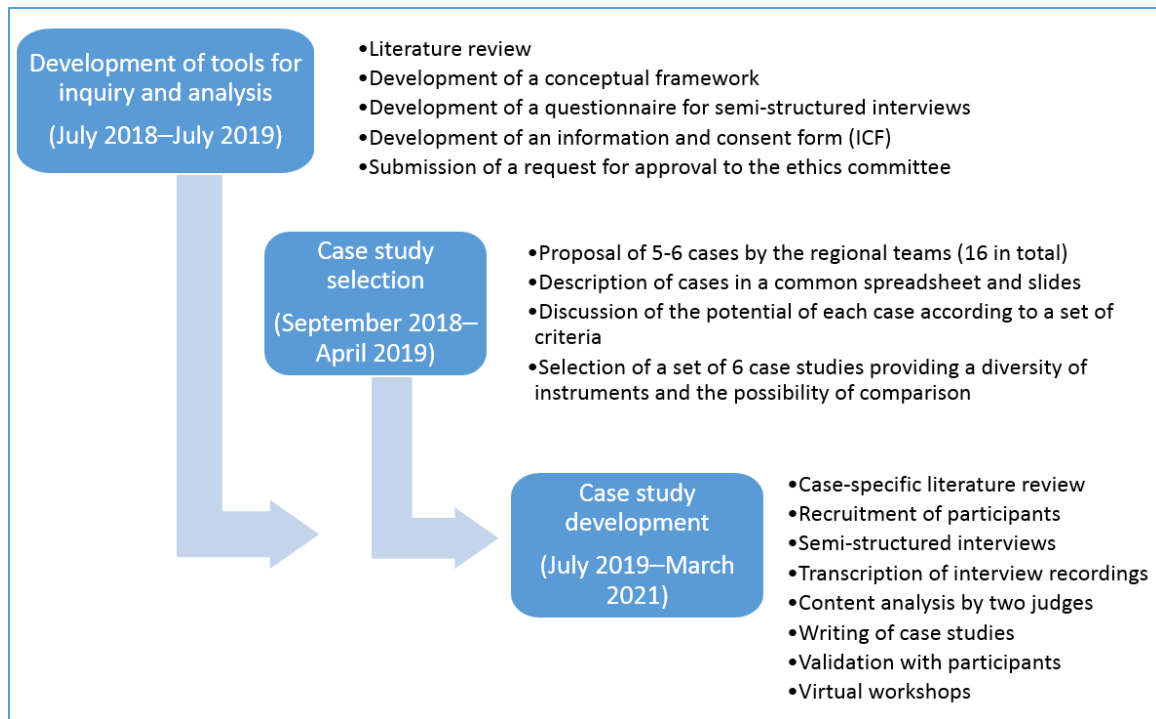 Development of tools for
inquiry and analysis
(July 2018–July 2019)
•Literature review
•Development of a conceptual framework
•Development of a questionnaire for semi-structured interviews
•Development of an information and consent form (ICF)
•Submission of a request for approval to the ethics committee
Case study
selection
(September 2018–
April 2019)
•Proposal of 5-6 cases by the regional teams (16 in total)
•Description of cases in a common spreadsheet and slides
•Discussion of the potential of each case according to a set of
criteria
•Selection of a set of 6 case studies providing a diversity of
instruments and the possibility of comparison
Case study
development
(July 2019–March
2021)
•Case-specific literature review
•Recruitment of participants
•Semi-structured interviews
•Transcription of interview recordings
•Content analysis by two judges
•Writing of case studies
•Validation with participants
•Virtual workshops